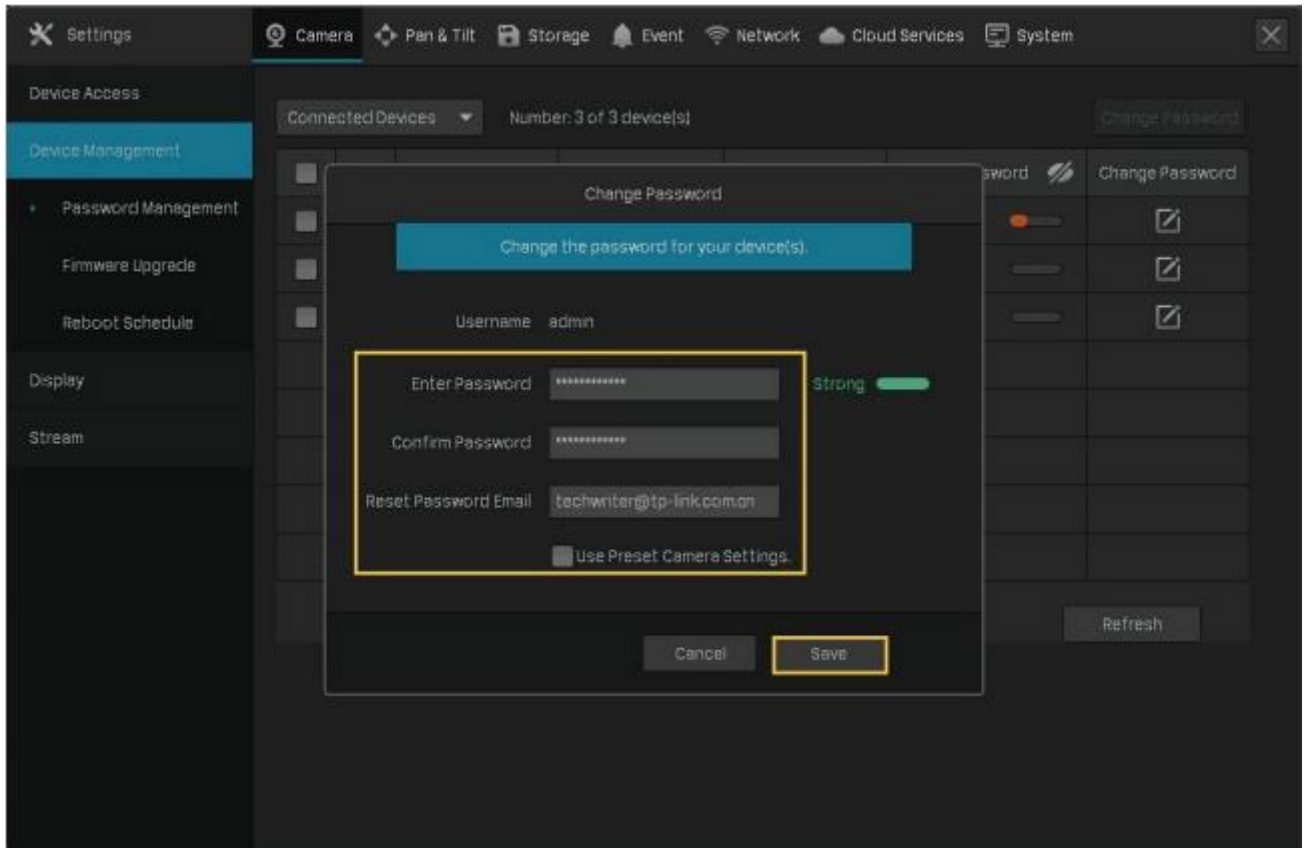 Settings
Camera Pan & Tilt Storage Event Network Cloud Services System
Device Access
Connected Devices Number: 3 of 3 device(s) Change Password
Device Management
sword Change Password
Change Password
Password Management
Change the password for your device(s).
Firmware Upgrade
Username admin
Reboot Schedule
Display
Enter Password ************ Strong
Stream
Confirm Password ************
Reset Password Email techwriter@tp-link.com.cn
Use Preset Camera Settings.
Refresh
Cancel Save